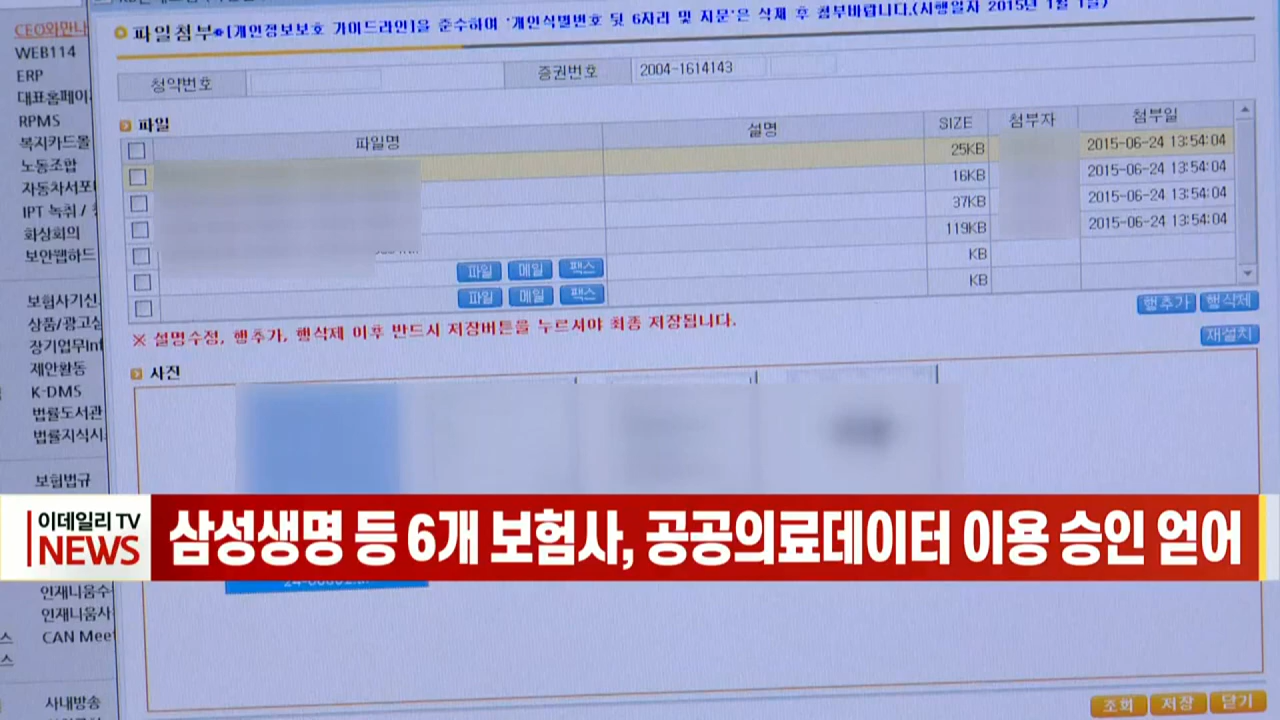 파일첨부 [개인정보보호 가이드라인]을 준수하여 '개인식별번호 뒷 6자리 및 지문'은 삭제 후 첨부바랍니다.(시행일자 2015년 1월 1일)
CEO와만나
WEB114
ERP
대표홈페이지
RPMS
복지카드몰
노동조합
자동차서포
IPT 녹취 /
화상회의
보안웹하드
보험사기신
상품/광고심
장기업무Inf
제안활동
K-DMS
법률도서관
법률지식시
보험법규
청약번호
증권번호 2004-1614143
파일
파일명 설명 SIZE 첨부자 첨부일
25KB 2015-06-24 13:54:04
16KB 2015-06-24 13:54:04
37KB 2015-06-24 13:54:04
119KB 2015-06-24 13:54:04
파일 메일 팩스 KB
파일 메일 팩스 KB
행추가 행삭제
※ 설명수정, 행추가, 행삭제 이후 반드시 저장버튼을 누르셔야 최종 저장됩니다.
재설치
사진
이데일리 TV
NEWS
삼성생명 등 6개 보험사, 공공의료데이터 이용 승인 얻어
인재니움수
인재니움사
CAN Meet
사내방송
조회 저장 닫기